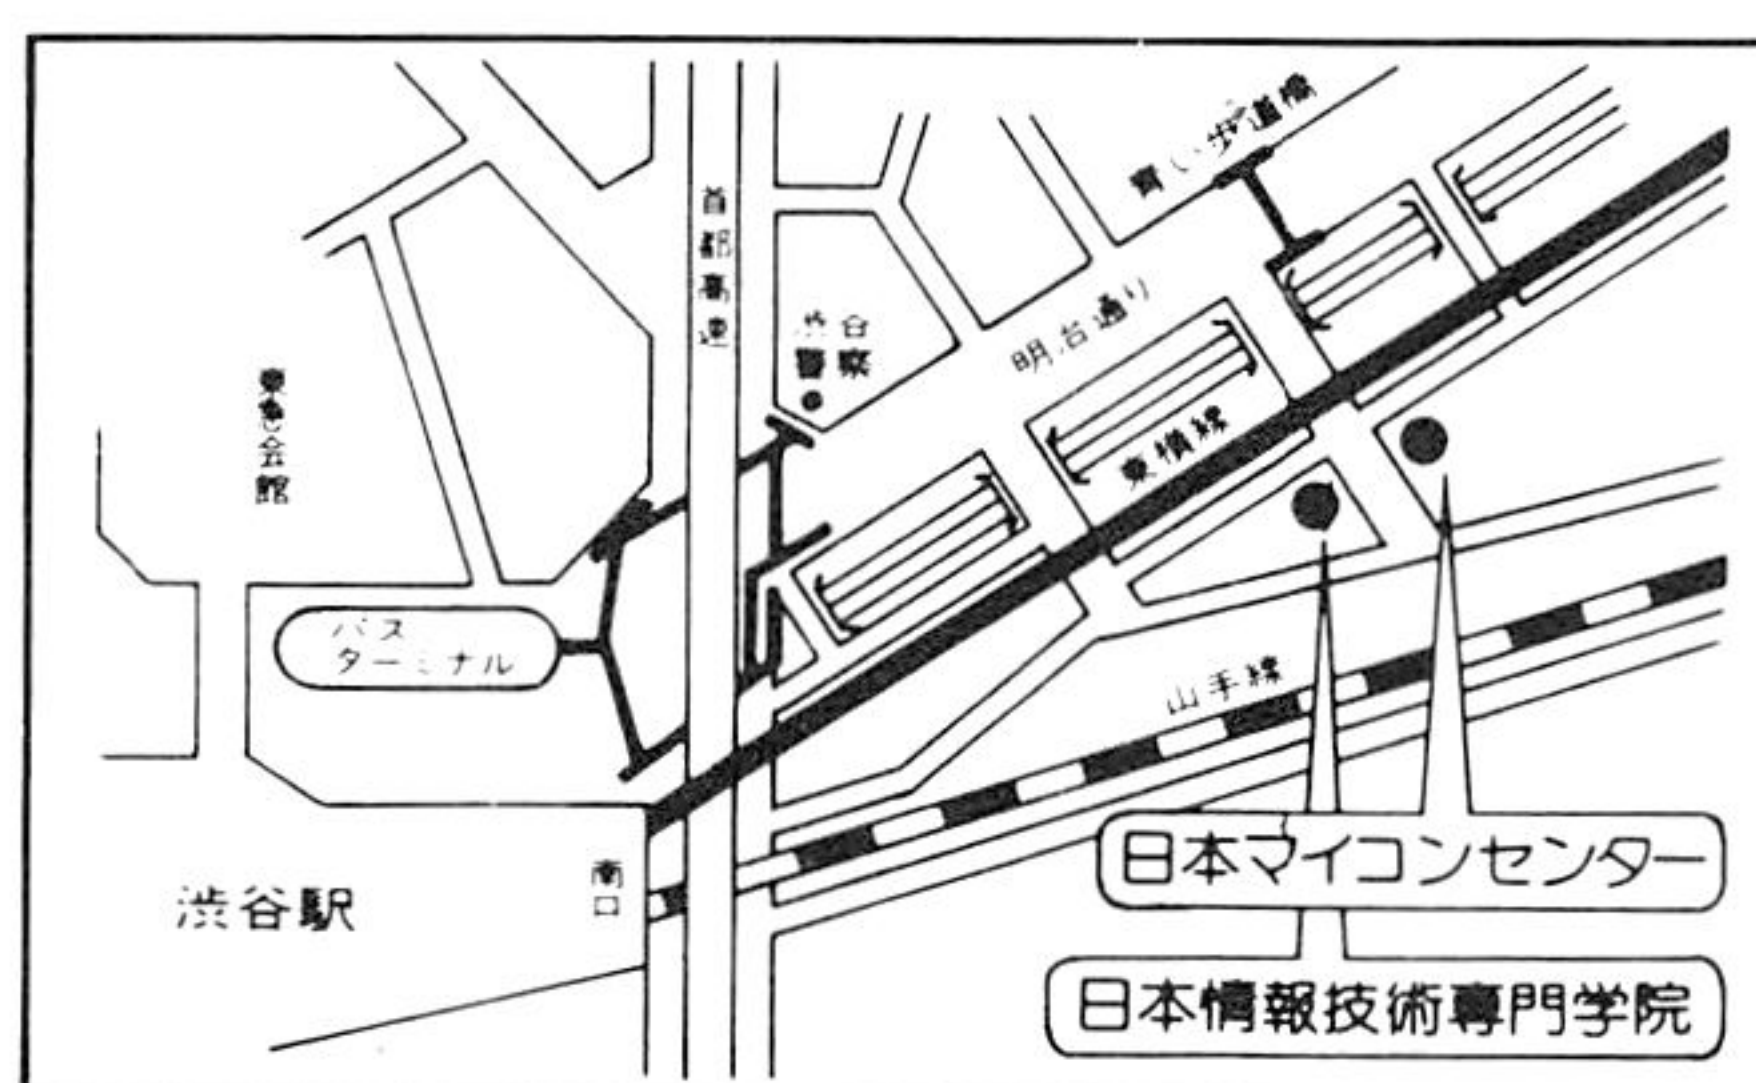 青い歩道橋
首都高速
渋谷
警察
明治通り
東急会館
東横線
バス
ターミナル
山手線
南口
渋谷駅
日本マイコンセンター
日本情報技術専門学院